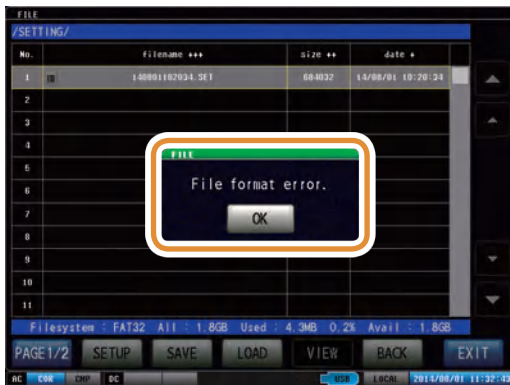 FILE
/SETTING/
No. filename +++ size ++ date +
1 140801102034.SET 684032 14/08/01 10:20:34
2
3
4
FILE
5
File format error.
6
7 OK
8
9
10
11
Filesystem : FAT32 All : 1.8GB Used : 4.3MB 0.2% Avail : 1.8GB
PAGE1/2 SETUP SAVE LOAD VIEW BACK EXIT
AC COR CMP DC USB LOCAL 2014/08/01 11:32:43